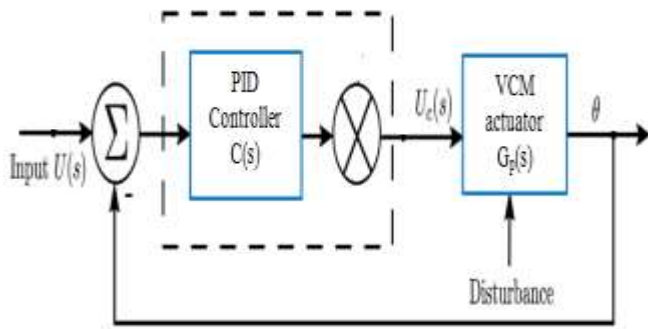 PID
Controller
C(s)
VCM
actuator
G_p(s)
U_c(s)
θ
Σ
Input U(s)
-
Disturbance